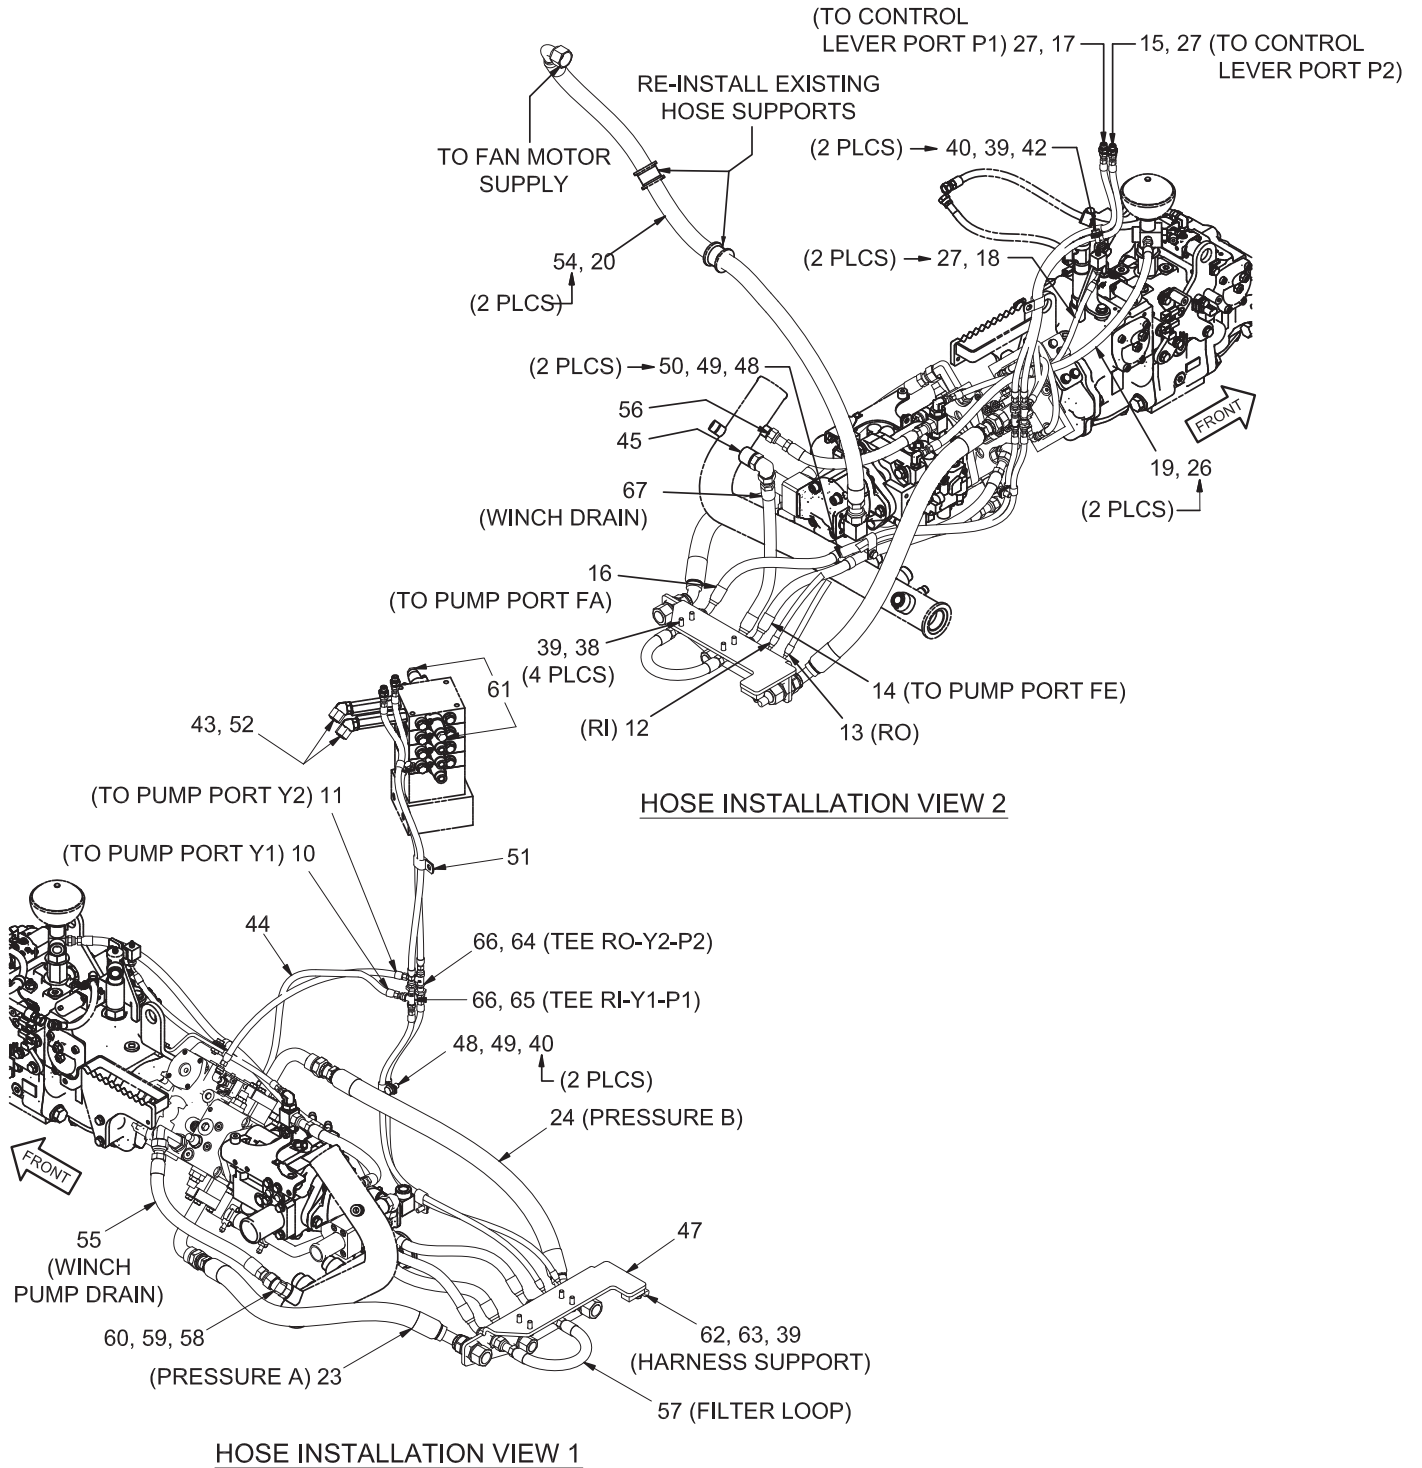 (TO CONTROL
LEVER PORT P1) 27, 17
15, 27 (TO CONTROL
LEVER PORT P2)
RE-INSTALL EXISTING
HOSE SUPPORTS
TO FAN MOTOR
SUPPLY
(2 PLCS) 40, 39, 42
54, 20
(2 PLCS)
(2 PLCS) 27, 18
(2 PLCS) 50, 49, 48
56
45
67
(WINCH DRAIN)
FRONT
19, 26
(2 PLCS)
16
(TO PUMP PORT FA)
39, 38
(4 PLCS)
14 (TO PUMP PORT FE)
(RI) 12
13 (RO)
HOSE INSTALLATION VIEW 2
61
43, 52
(TO PUMP PORT Y2) 11
(TO PUMP PORT Y1) 10
51
44
66, 64 (TEE RO-Y2-P2)
66, 65 (TEE RI-Y1-P1)
48, 49, 40
(2 PLCS)
24 (PRESSURE B)
FRONT
55
(WINCH
PUMP DRAIN)
47
60, 59, 58
(PRESSURE A) 23
62, 63, 39
(HARNESS SUPPORT)
57 (FILTER LOOP)
HOSE INSTALLATION VIEW 1